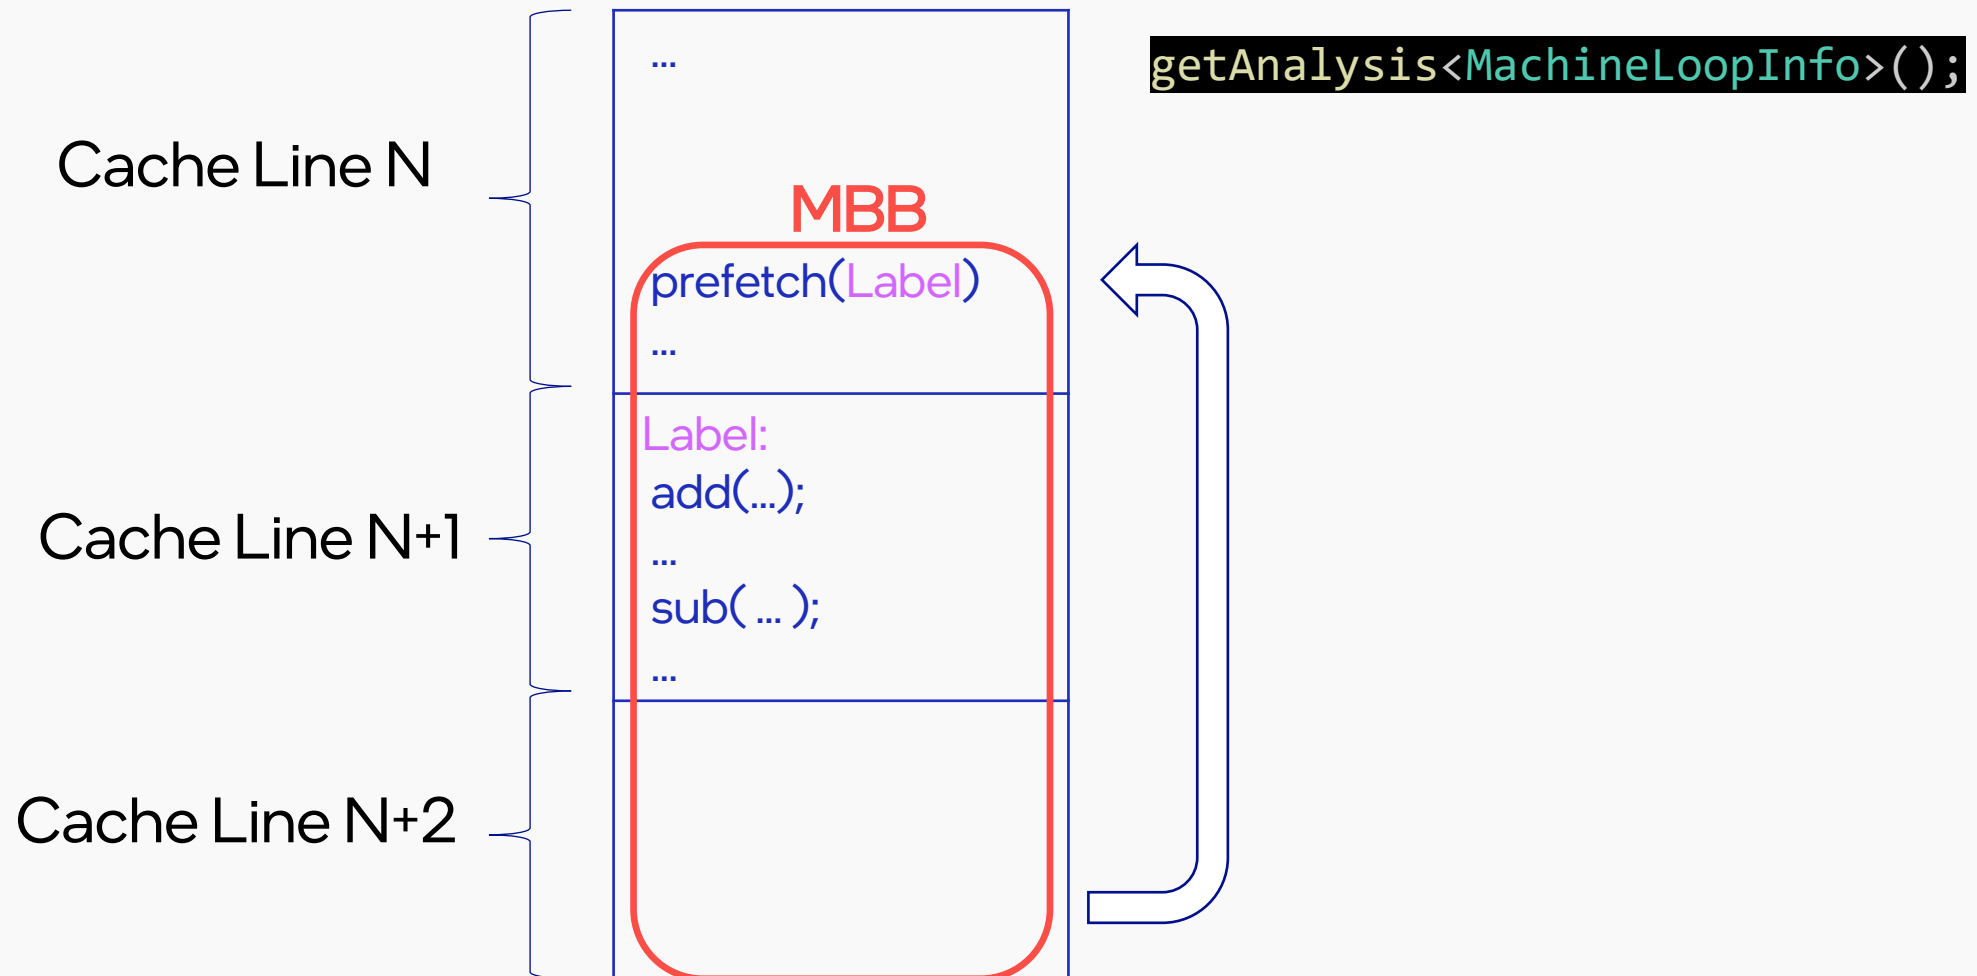 ...
getAnalysis<MachineLoopInfo>();
Cache Line N
MBB
prefetch(Label)
...
Label:
add(...);
Cache Line N+1
...
sub( ... );
...
Cache Line N+2